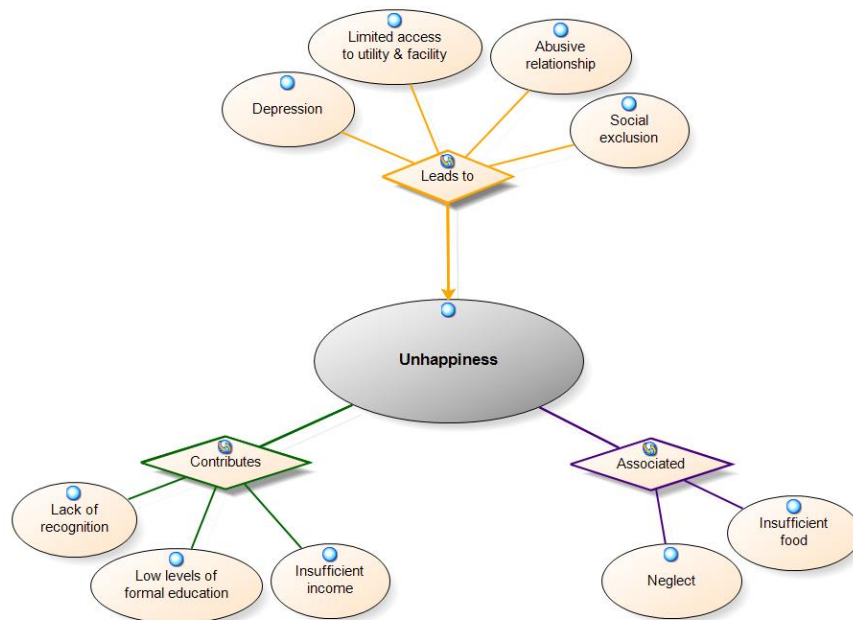 Limited access
to utility & facility
Abusive
relationship
Depression
Social
exclusion
Leads to
Unhappiness
Contributes
Associated
Lack of
recognition
Low levels of
formal education
Insufficient
income
Neglect
Insufficient
food